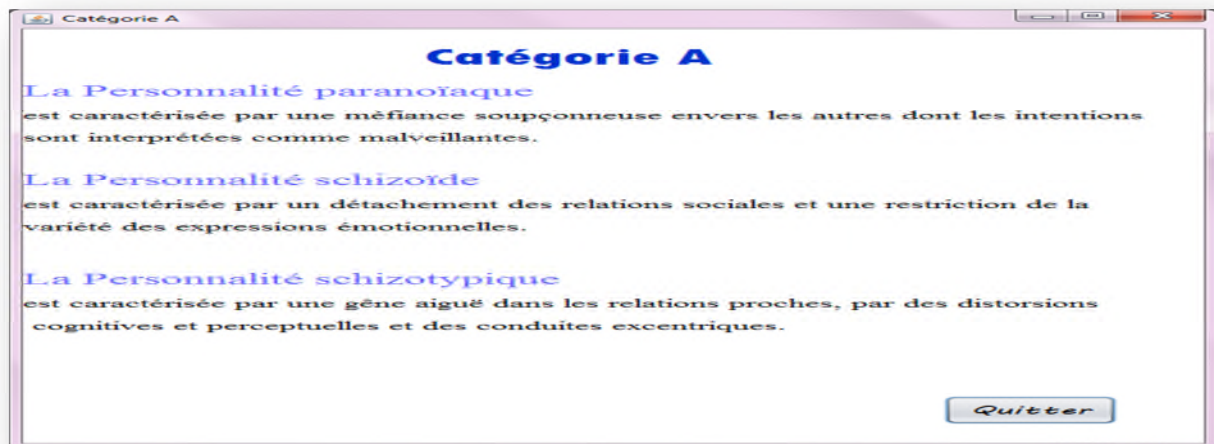 Catégorie A
Catégorie A
La Personnalité paranoïaque
est caractérisée par une mèfiance soupçonneuse envers les autres dont les intentions
sont interprétées comme malveillantes.
La Personnalité schizoïde
est caractérisée par un détachement des relations sociales et une restriction de la
variété des expressions émotionnelles.
La Personnalité schizotypique
est caractérisée par une gêne aiguë dans les relations proches, par des distorsions
cognitives et perceptuelles et des conduites excentriques.
Quitter